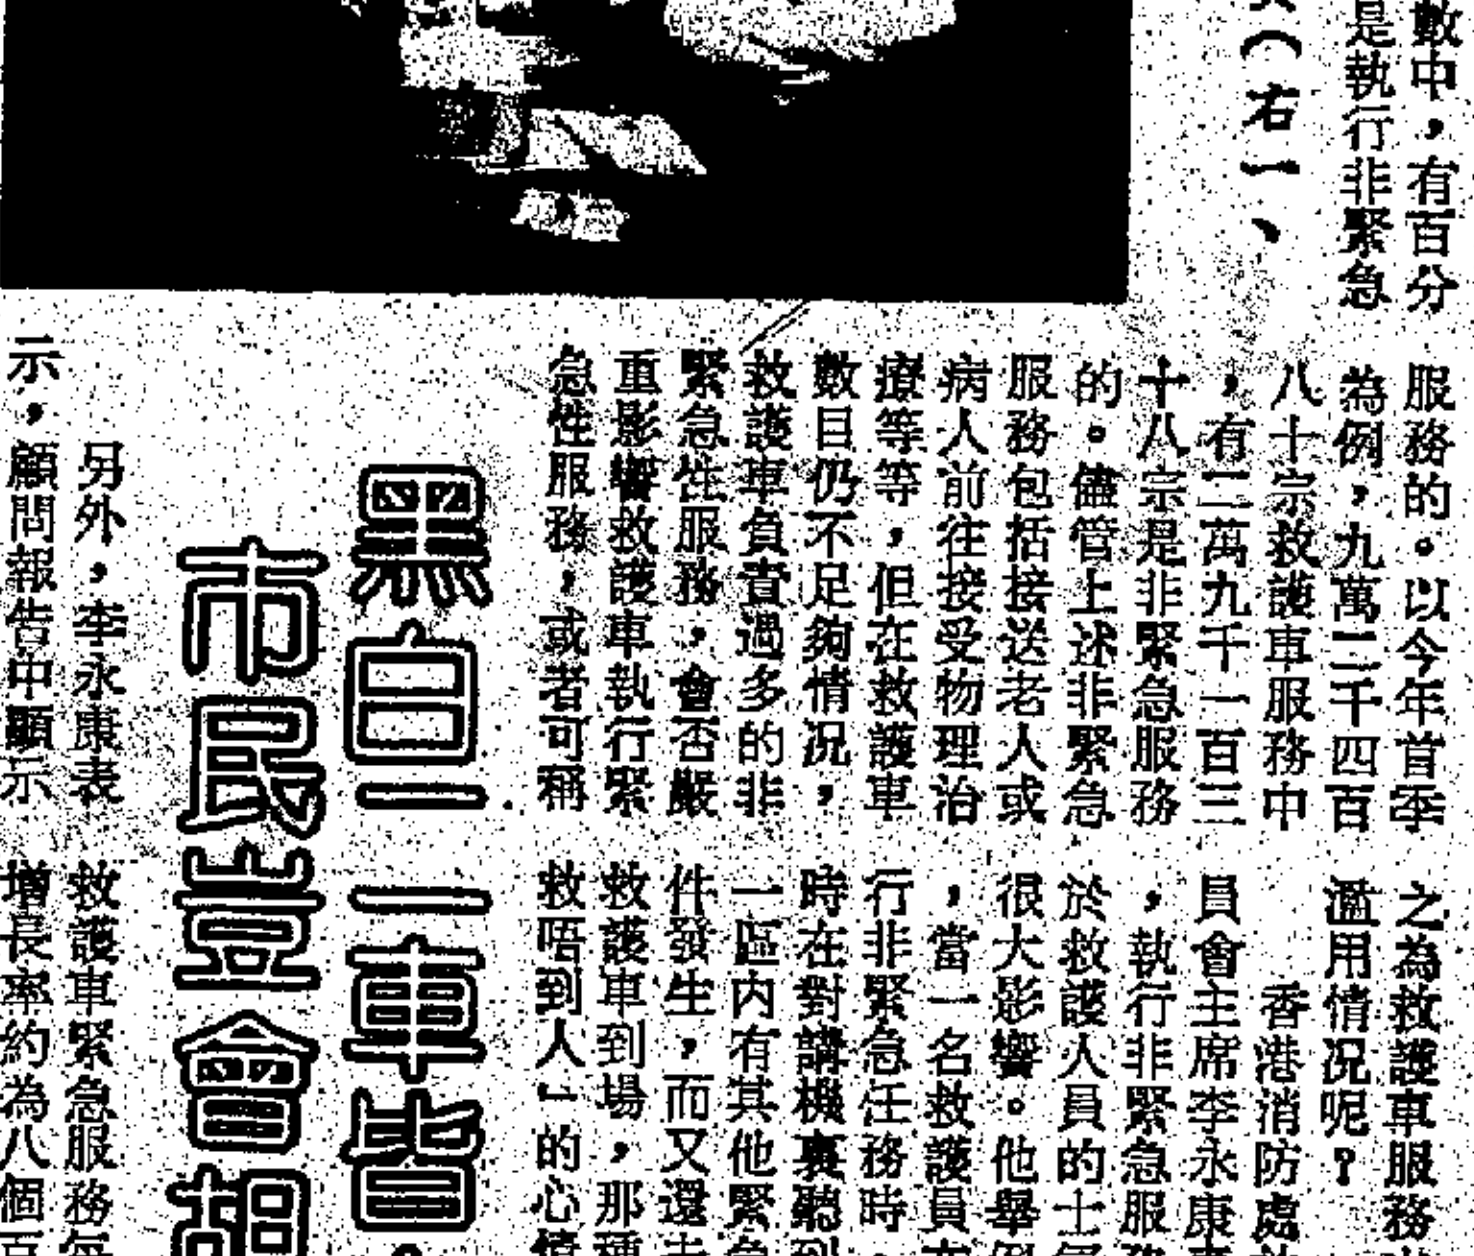 數中，有百分
是執行非緊急
（右一、
服務的。以今年首季
為例，九萬二千四百
八十宗救護車服務中
，有二萬九千一百三
十八宗是非緊急服務
的。儘管上述非緊急
服務包括接送老人或
病人前往接受物理治
療等等，但在救護車
數目仍不足夠情況，
救護車負責過多的非
緊急性服務，會否嚴
重影響救護車執行緊
急性服務，或者可稱
之為救護車服務
濫用情況呢？
香港消防處
員會主席李永康
，執行非緊急服
於救護人員的士
很大影響。他舉
，當一名救護員
行非緊急任務時
時在對講機裏聽
一區內有其他緊
件發生，而又還
救護車到場，那
救唔到人」的心
黑白二車皆
市民豈會胡
另外，李永康表
示，顧問報告中顯示
救護車緊急服務每
增長率約為八個百